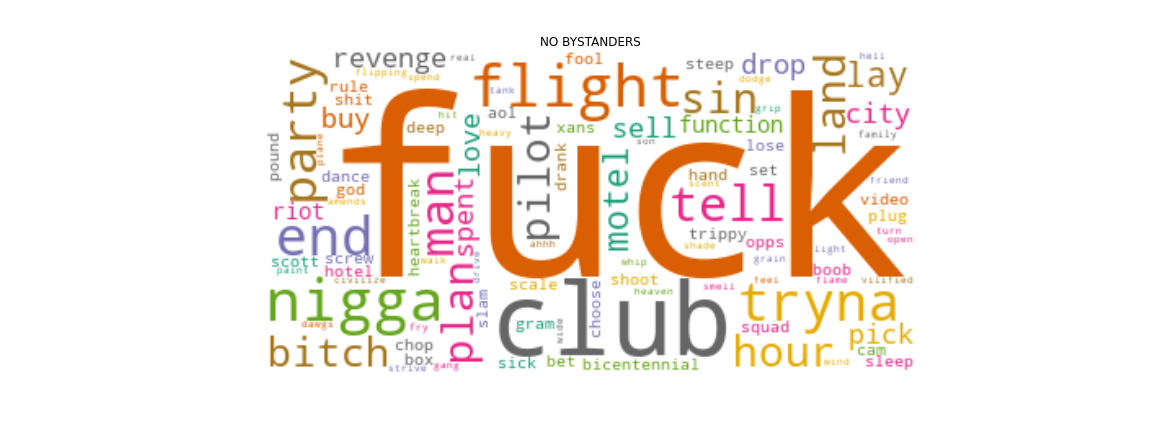 NO BYSTANDERS
revenge
real
fool
steep
drop
hell
party
flipping
spend
flight
dodge
land
lay
rule
shit
tank
sin
buy
fuck
hit
aol
grip
city
deep
love
heavy
pilot
xans
sell
function
family
pound
plane
son
lose
dance
god
amends
drank
motel
hand
scent
set
friend
riot
heartbreak
man
spent
tell
video
plug
end
ahhh
trippy
shade
opps
turn
open
scott
paint
screw
hotel
civilize
walk
drive
whip
grain
light
boob
flame
vilified
nigga
plan
slam
scale
choose
shoot
heaven
smell
feel
tryna
dawgs
fry
club
gram
wide
squad
pick
bitch
chop
box
strive
gang
sick
bet
bicentennial
hour
wind
cam
sleep